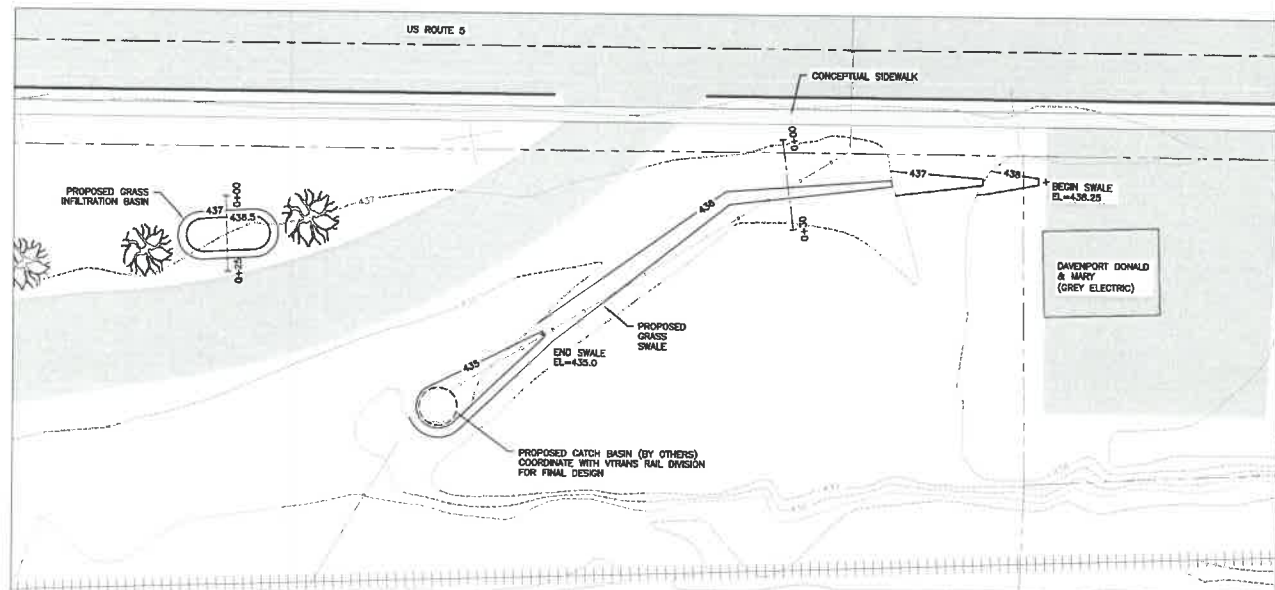 US ROUTE 5
CONCEPTUAL SIDEWALK
0+00
437
438
BEGIN SWALE
EL=438.25
PROPOSED GRASS
INFILTRATION BASIN
0+00
437
438.5
437
0+25
436
0+30
DAVENPORT DONALD
& MARY
(GREY ELECTRIC)
PROPOSED
GRASS
SWALE
END SWALE
EL=435.0
435
PROPOSED CATCH BASIN (BY OTHERS)
COORDINATE WITH VTRANS RAIL DIVISION
FOR FINAL DESIGN